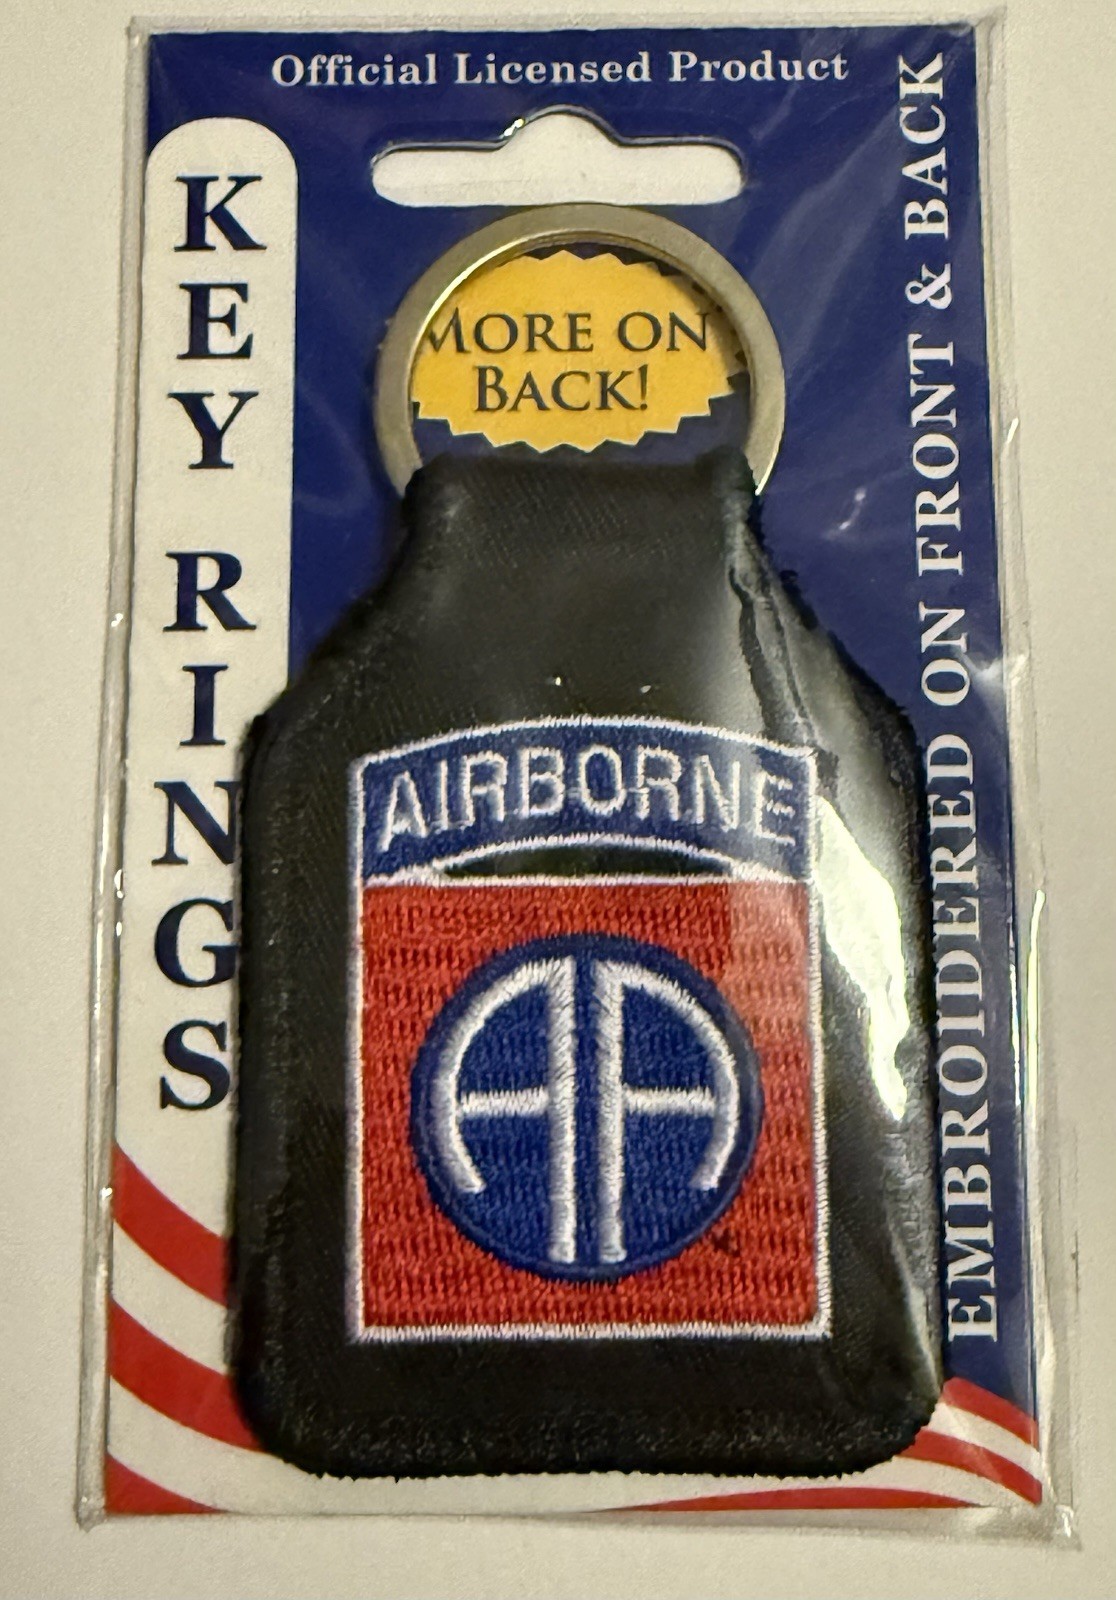 Official Licensed Product
KEY RINGS
MORE ON
BACK!
EMBROIDERED ON FRONT & BACK
AIRBORNE
AA